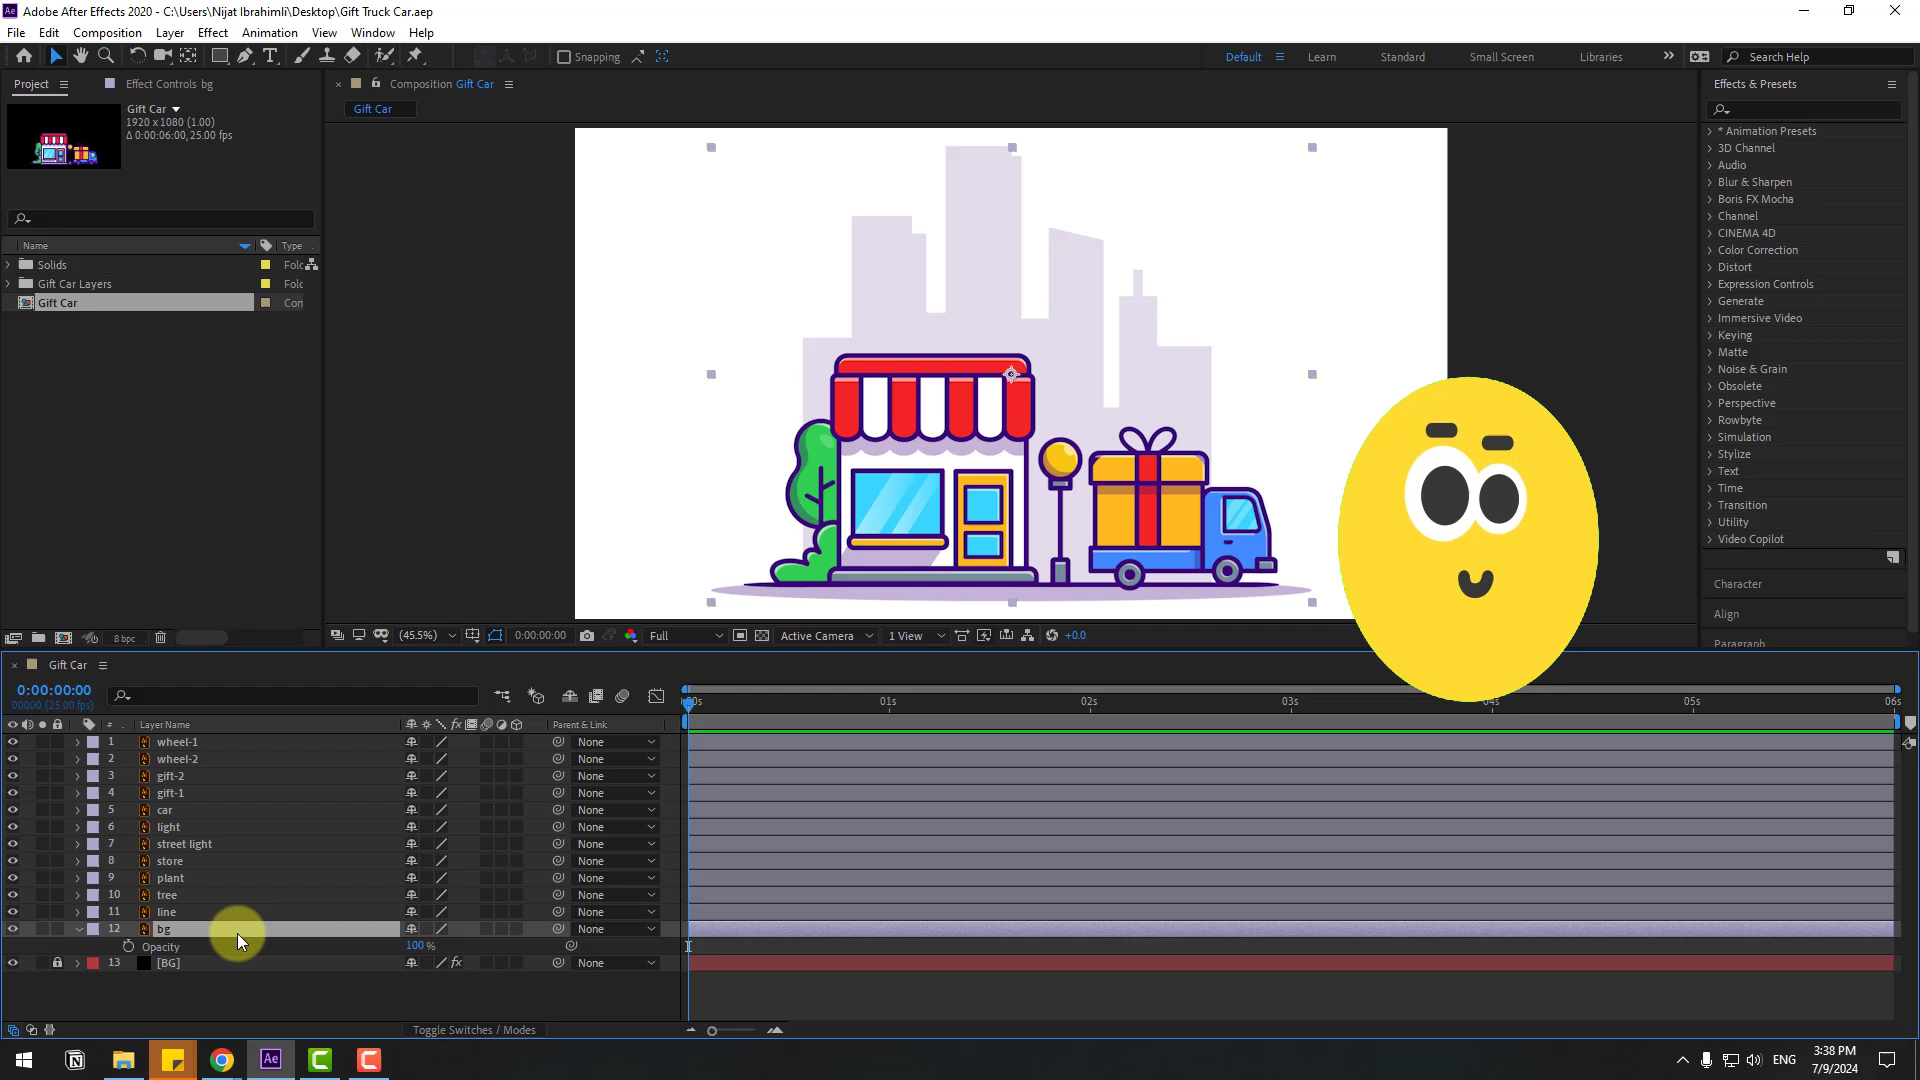 Adobe After Effects 2020 - C:\Users\Nijat Ibrahimli\Desktop\Gift Truck Car.aep
File Edit Composition Layer Effect Animation View Window Help
Snapping
Default Learn Standard Small Screen Libraries Search Help
Project Effect Controls bg
Composition Gift Car
Effects & Presets
Gift Car
1920 x 1080 (1.00)
Δ 0:00:06:00, 25.00 fps
Gift Car
Name Type
Solids
Gift Car Layers
Gift Car
* Animation Presets
3D Channel
Audio
Blur & Sharpen
Boris FX Mocha
Channel
CINEMA 4D
Color Correction
Distort
Expression Controls
Generate
Immersive Video
Keying
Matte
Noise & Grain
Obsolete
Perspective
Rowbyte
Simulation
Stylize
Text
Time
Transition
Utility
Video Copilot
Character
Align
Paragraph
8 bpc
(45.5%) 0:00:00:00 Full Active Camera 1 View +0.0
Gift Car
0:00:00:00
00000 (25.00 fps)
01s 02s 03s 04s 05s 06s
# Layer Name Parent & Link
1 wheel-1 None
2 wheel-2 None
3 gift-2 None
4 gift-1 None
5 car None
6 light None
7 street light None
8 store None
9 plant None
10 tree None
11 line None
12 bg None
Opacity 100 %
13 [BG] None
Toggle Switches / Modes
ENG
3:38 PM
7/9/2024